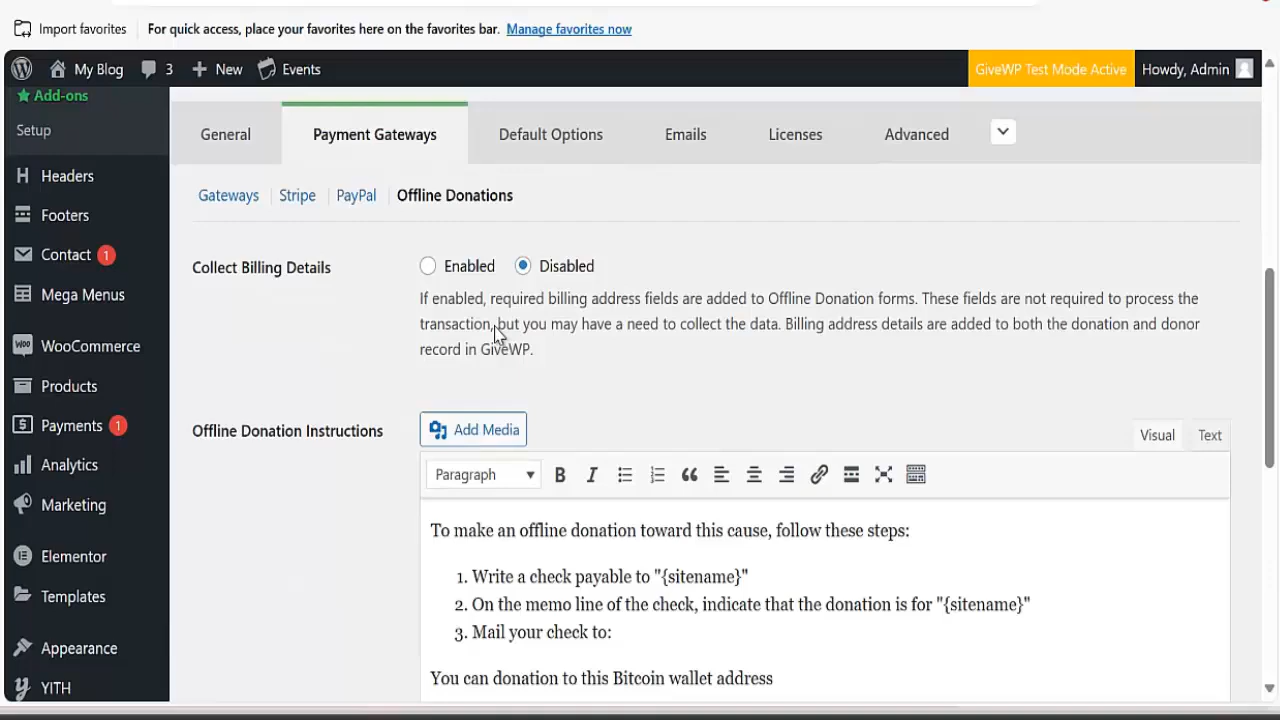 Import favorites
For quick access, place your favorites here on the favorites bar. Manage favorites now
My Blog 3 New Events GiveWP Test Mode Active Howdy, Admin
Add-ons
Setup
Headers
Footers
Contact 1
Mega Menus
WooCommerce
Products
Payments 1
Analytics
Marketing
Elementor
Templates
Appearance
YITH
General Payment Gateways Default Options Emails Licenses Advanced
Gateways Stripe PayPal Offline Donations
Collect Billing Details Enabled Disabled
If enabled, required billing address fields are added to Offline Donation forms. These fields are not required to process the
transaction, but you may have a need to collect the data. Billing address details are added to both the donation and donor
record in GiveWP.
Offline Donation Instructions Add Media Visual Text
Paragraph B I
To make an offline donation toward this cause, follow these steps:
1. Write a check payable to "{sitename}"
2. On the memo line of the check, indicate that the donation is for "{sitename}"
3. Mail your check to:
You can donation to this Bitcoin wallet address